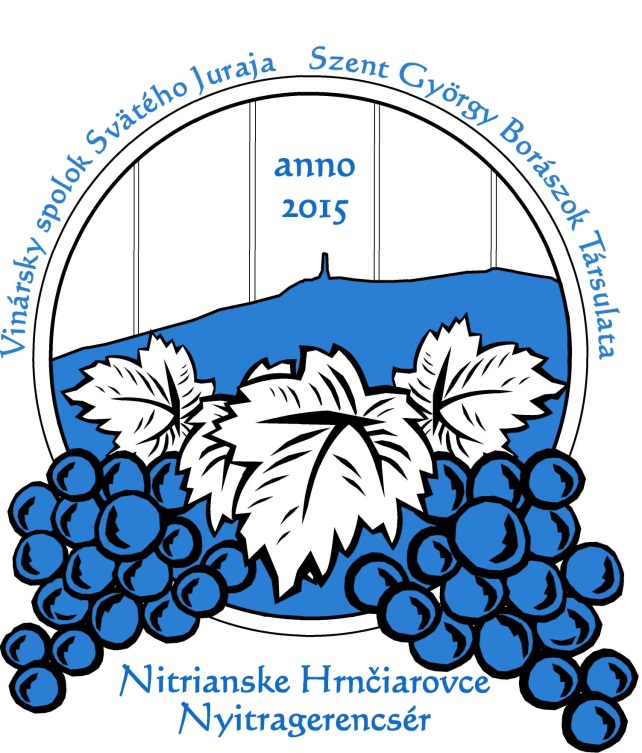 Vinársky spolok Svätého Juraja
Szent György Borászok Társulata
anno
2015
Nitrianske Hrnčiarovce
Nyitragerencsér